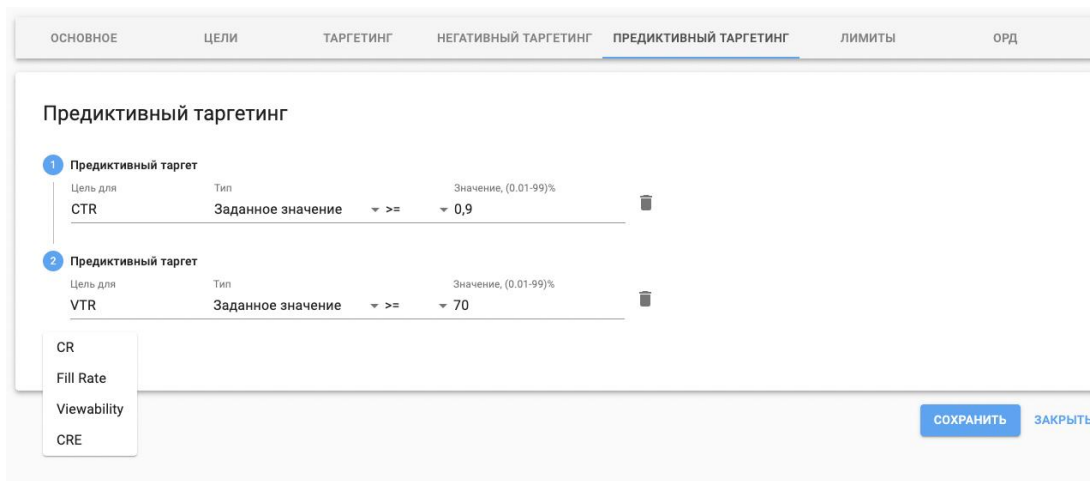 ОСНОВНОЕ ЦЕЛИ ТАРГЕТИНГ НЕГАТИВНЫЙ ТАРГЕТИНГ ПРЕДИКТИВНЫЙ ТАРГЕТИНГ ЛИМИТЫ ОРД
Предиктивный таргетинг
1 Предиктивный таргет
Цель для Тип Значение, (0.01-99)%
CTR Заданное значение >= 0,9
2 Предиктивный таргет
Цель для Тип Значение, (0.01-99)%
VTR Заданное значение >= 70
CR
Fill Rate
Viewability
CRE
СОХРАНИТЬ ЗАКРЫТЬ